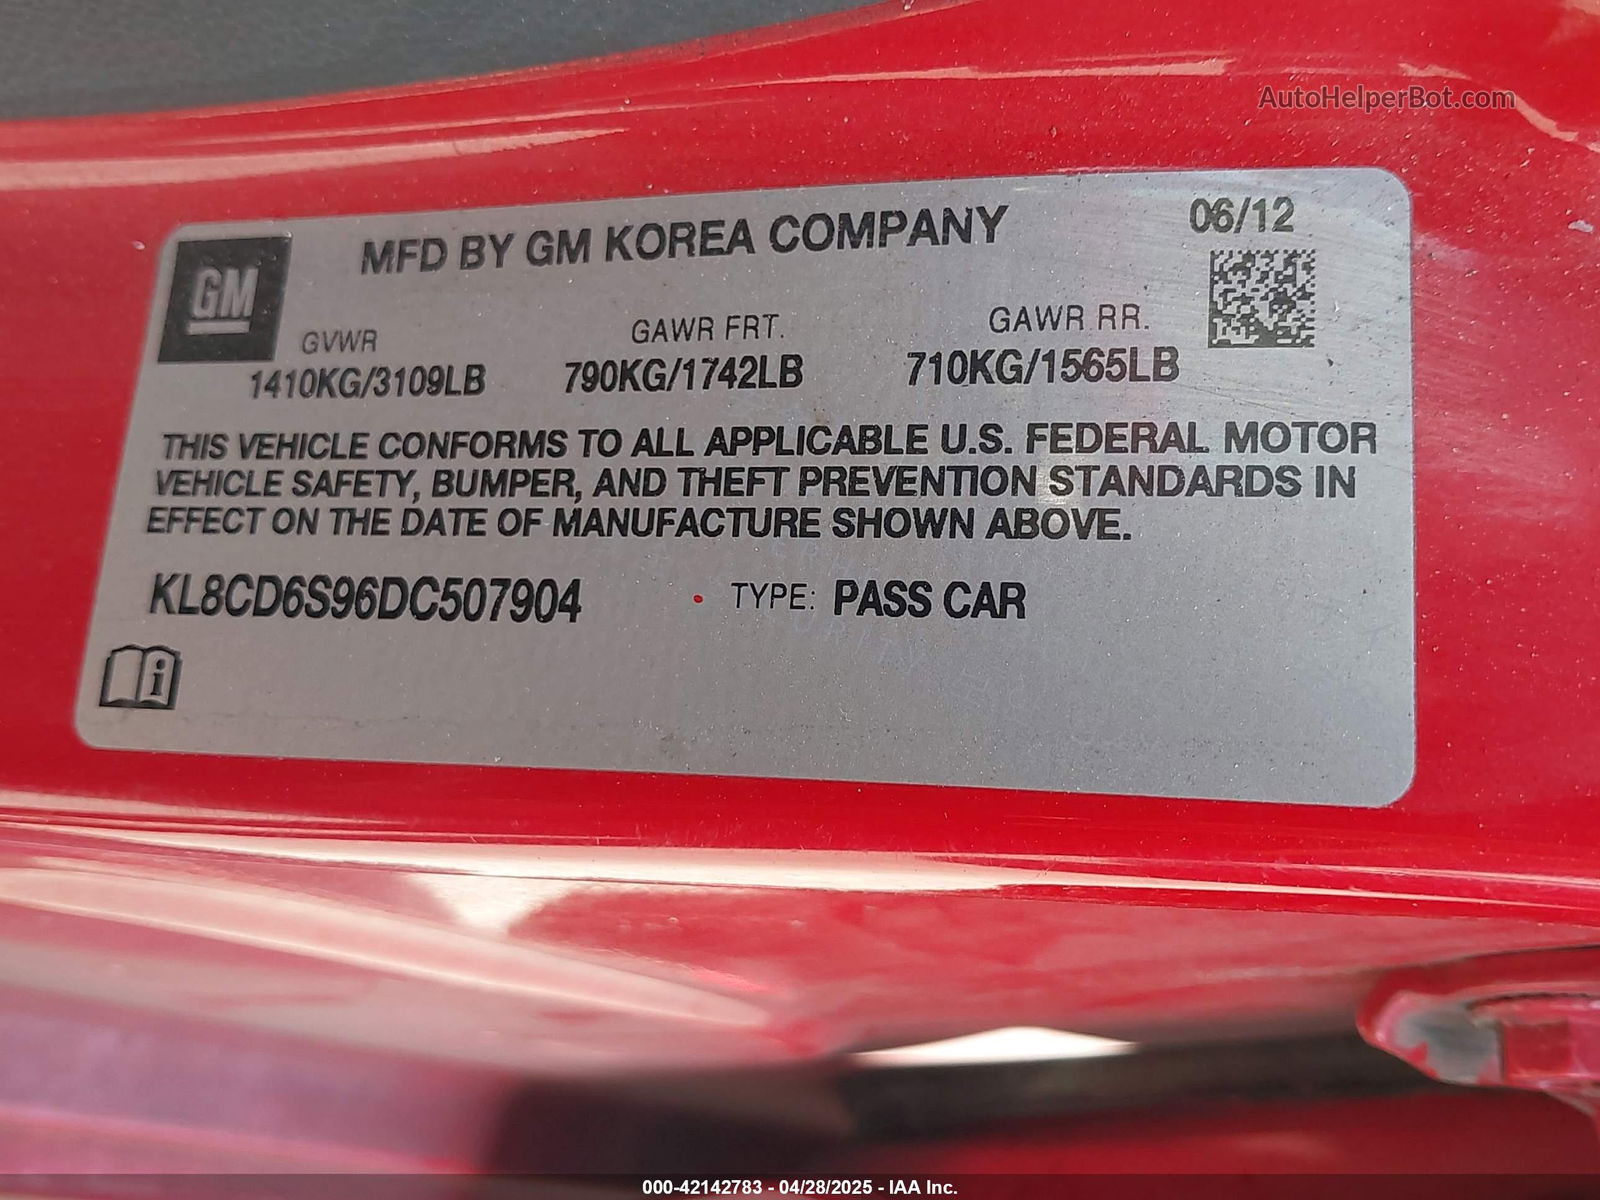 AutoHelperBot.com
MFD BY GM KOREA COMPANY
06/12
GM
GVWR
GAWR FRT.
GAWR RR.
1410KG/3109LB
790KG/1742LB
710KG/1565LB
THIS VEHICLE CONFORMS TO ALL APPLICABLE U.S. FEDERAL MOTOR
VEHICLE SAFETY, BUMPER, AND THEFT PREVENTION STANDARDS IN
EFFECT ON THE DATE OF MANUFACTURE SHOWN ABOVE.
KL8CD6S96DC507904
TYPE: PASS CAR
i
000-42142783 - 04/28/2025 - IAA Inc.